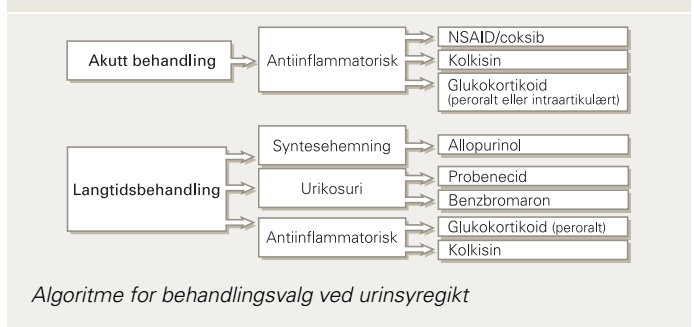 Akutt behandling
Antiinflammatorisk
NSAID/coksib
Kolkisin
Glukokortikoid
(peroralt eller intraartikulært)
Langtidsbehandling
Syntesehemning
Allopurinol
Urikosuri
Probenecid
Benzbromaron
Antiinflammatorisk
Glukokortikoid (peroralt)
Kolkisin
Algoritme for behandlingsvalg ved urinsyregikt